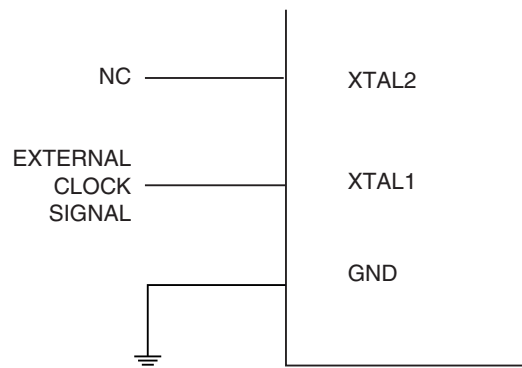 NC
XTAL2
EXTERNAL
CLOCK
SIGNAL
XTAL1
GND